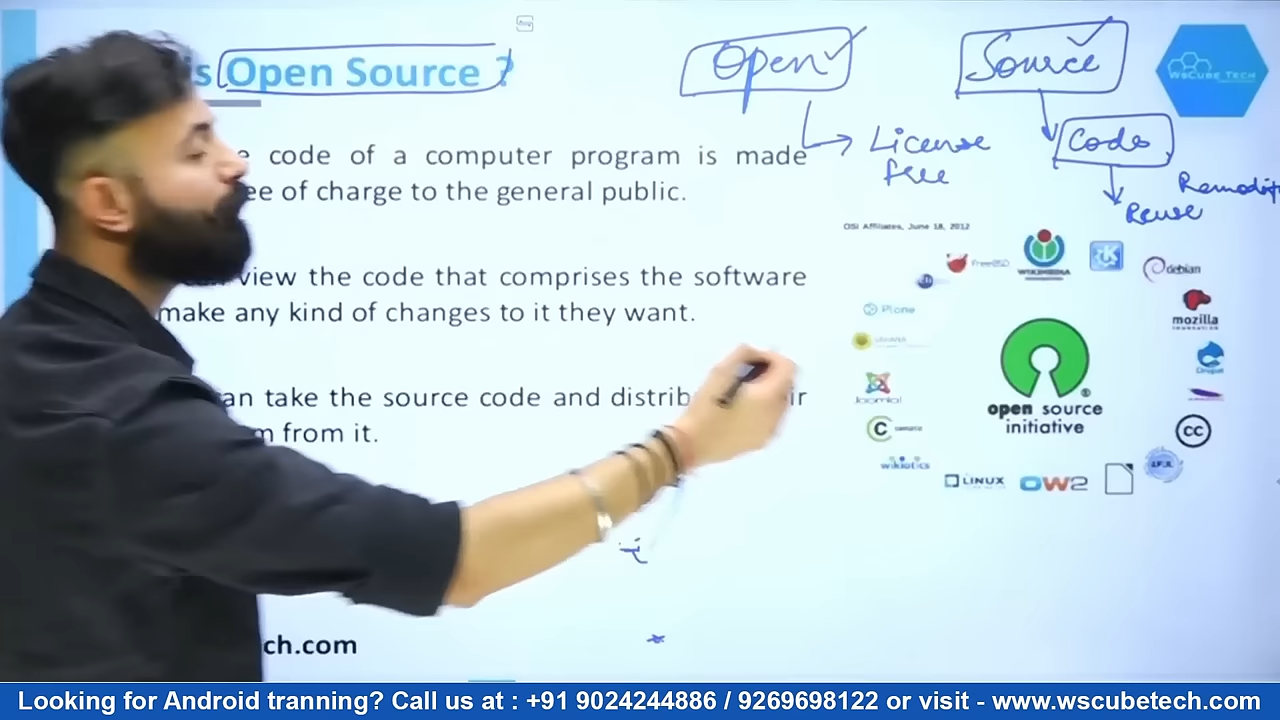 s Open Source ?
Open
Source
WSCUBE TECH
License
free
Code
Reuse
code of a computer program is made
ee of charge to the general public.
view the code that comprises the software
make any kind of changes to it they want.
an take the source code and distrib ir
m from it.
OSI Affiliates, June 18, 2012
FreeBSD
WIKIMEDIA
debian
Plone
mozilla
Drupal
Joomla!
open source
initiative
CC
wikiotics
LINUX
OW2
ch.com
Looking for Android tranning? Call us at : +91 9024244886 / 9269698122 or visit - www.wscubetech.com